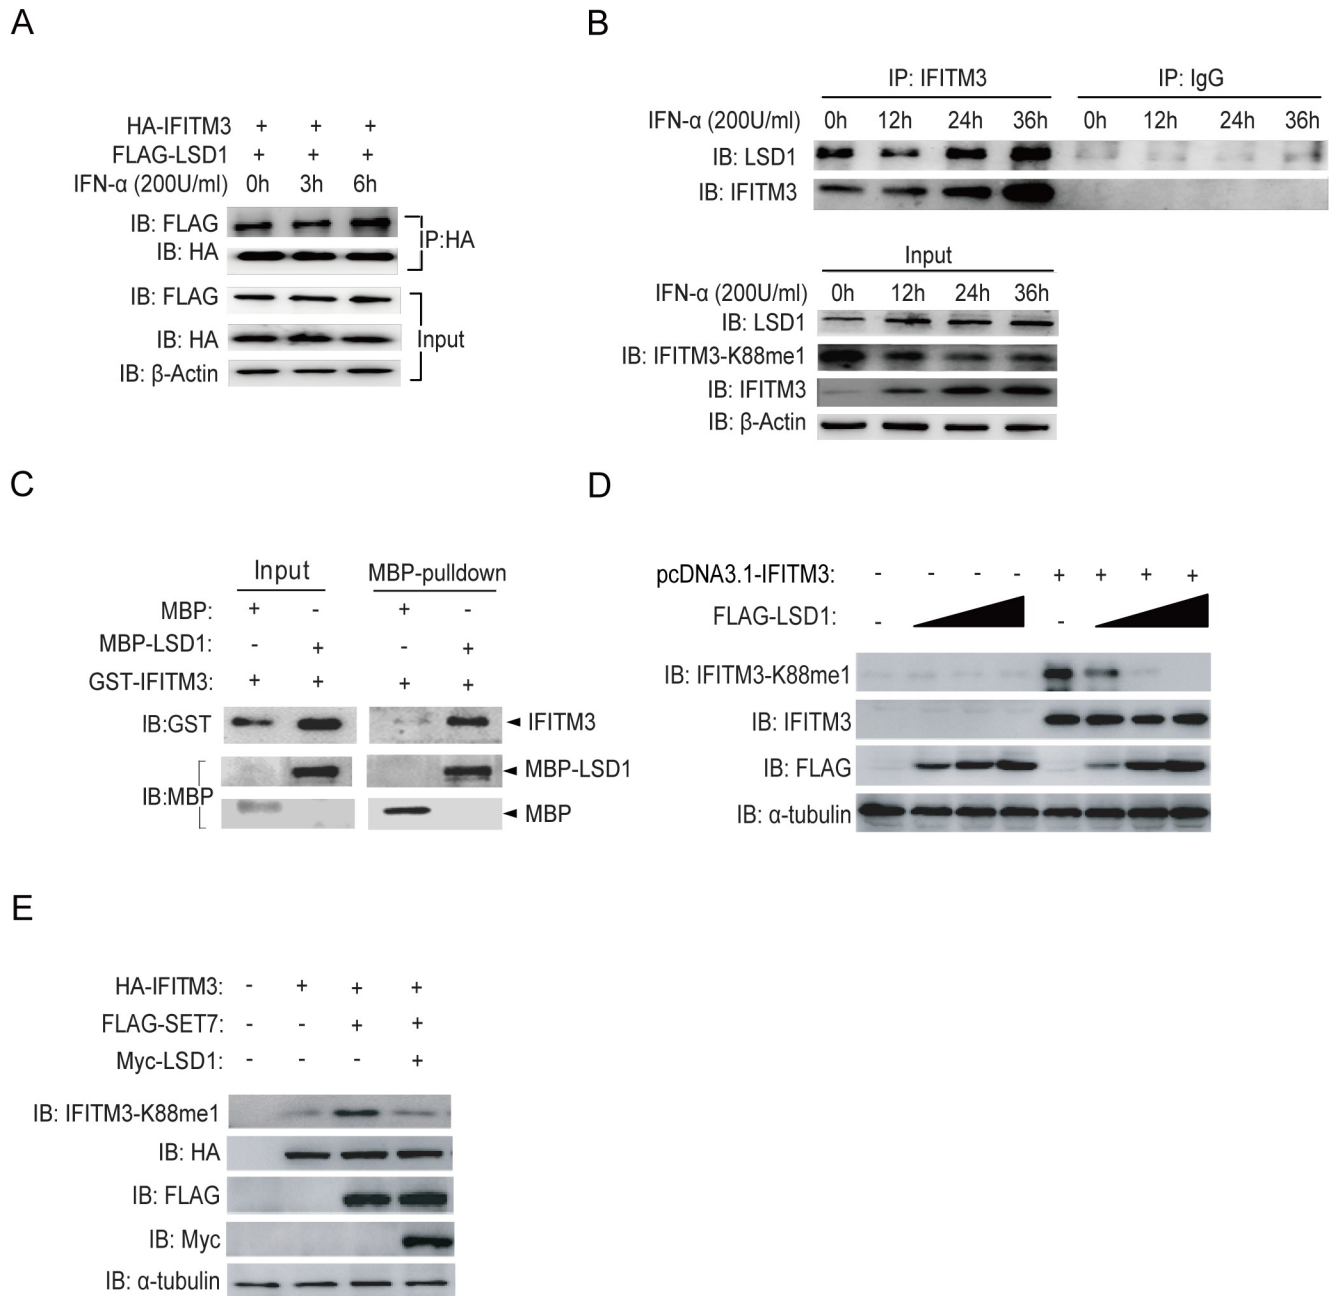 A
HA-IFITM3 + + +
FLAG-LSD1 + + +
IFN-α (200U/ml) 0h 3h 6h
IB: FLAG
IB: HA
IP:HA
IB: FLAG
IB: HA
IB: β-Actin
Input
B
IP: IFITM3 IP: IgG
IFN-α (200U/ml) 0h 12h 24h 36h 0h 12h 24h 36h
IB: LSD1
IB: IFITM3
Input
IFN-α (200U/ml) 0h 12h 24h 36h
IB: LSD1
IB: IFITM3-K88me1
IB: IFITM3
IB: β-Actin
C
Input MBP-pulldown
MBP: + - + -
MBP-LSD1: - + - +
GST-IFITM3: + + + +
IB:GST IFITM3
IB:MBP MBP-LSD1
MBP
D
pcDNA3.1-IFITM3: - - - - + + + +
FLAG-LSD1: - -
IB: IFITM3-K88me1
IB: IFITM3
IB: FLAG
IB: α-tubulin
E
HA-IFITM3: - + + +
FLAG-SET7: - - + +
Myc-LSD1: - - - +
IB: IFITM3-K88me1
IB: HA
IB: FLAG
IB: Myc
IB: α-tubulin